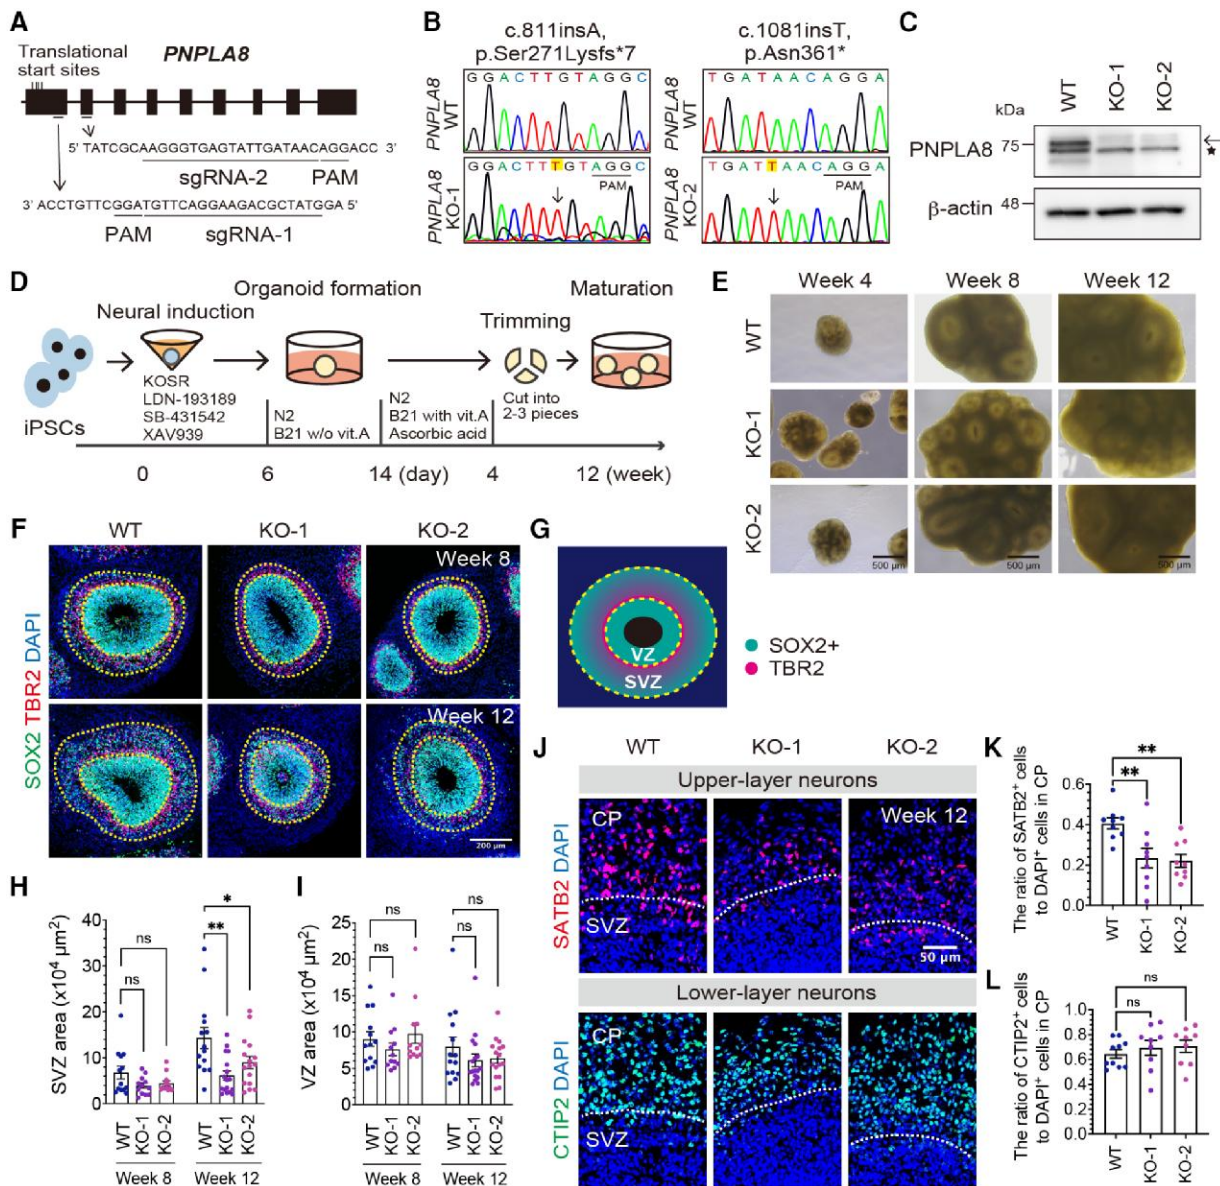 A
Translational
start sites
PNPLA8
5' TATCGCAAGGGTGAGTATTGATAACAGGACC 3'
sgRNA-2 PAM
3' ACCTGTTCGGATGTTCAGGAAGACGCTATGGA 5'
PAM sgRNA-1
B
c.811insA,
p.Ser271Lysfs*7
c.1081insT,
p.Asn361*
PNPLA8
WT
GGACTTGTAGGC
PNPLA8
WT
TGATAACAGGA
PNPLA8
KO-1
GGACTTTGTAGGC
PAM
PNPLA8
KO-2
TGATTAACAGGA
PAM
C
WT KO-1 KO-2
kDa
PNPLA8 75
β-actin 48
D
Organoid formation Maturation
Neural induction Trimming
iPSCs
KOSR
LDN-193189
SB-431542
XAV939
N2
B21 w/o vit.A
N2
B21 with vit.A
Ascorbic acid
Cut into
2-3 pieces
0 6 14 (day) 4 12 (week)
E
Week 4 Week 8 Week 12
WT
KO-1
KO-2
500 µm 500 µm 500 µm
F
WT KO-1 KO-2
SOX2 TBR2 DAPI
Week 8
Week 12
200 µm
G
VZ
SVZ
SOX2+
TBR2
H
SVZ area (x10⁴ µm²)
40
30
20
10
0
ns
ns
*
**
WT KO-1 KO-2 WT KO-1 KO-2
Week 8 Week 12
I
VZ area (x10⁴ µm²)
25
20
15
10
5
0
ns
ns
ns
ns
WT KO-1 KO-2 WT KO-1 KO-2
Week 8 Week 12
J
WT KO-1 KO-2
Upper-layer neurons
SATB2 DAPI
CP
SVZ
Week 12
50 µm
Lower-layer neurons
CTIP2 DAPI
CP
SVZ
K
The ratio of SATB2⁺ cells
to DAPI⁺ cells in CP
0.6
0.4
0.2
0.0
**
**
WT KO-1 KO-2
L
The ratio of CTIP2⁺ cells
to DAPI⁺ cells in CP
1.0
0.8
0.6
0.4
0.2
0.0
ns
ns
WT KO-1 KO-2